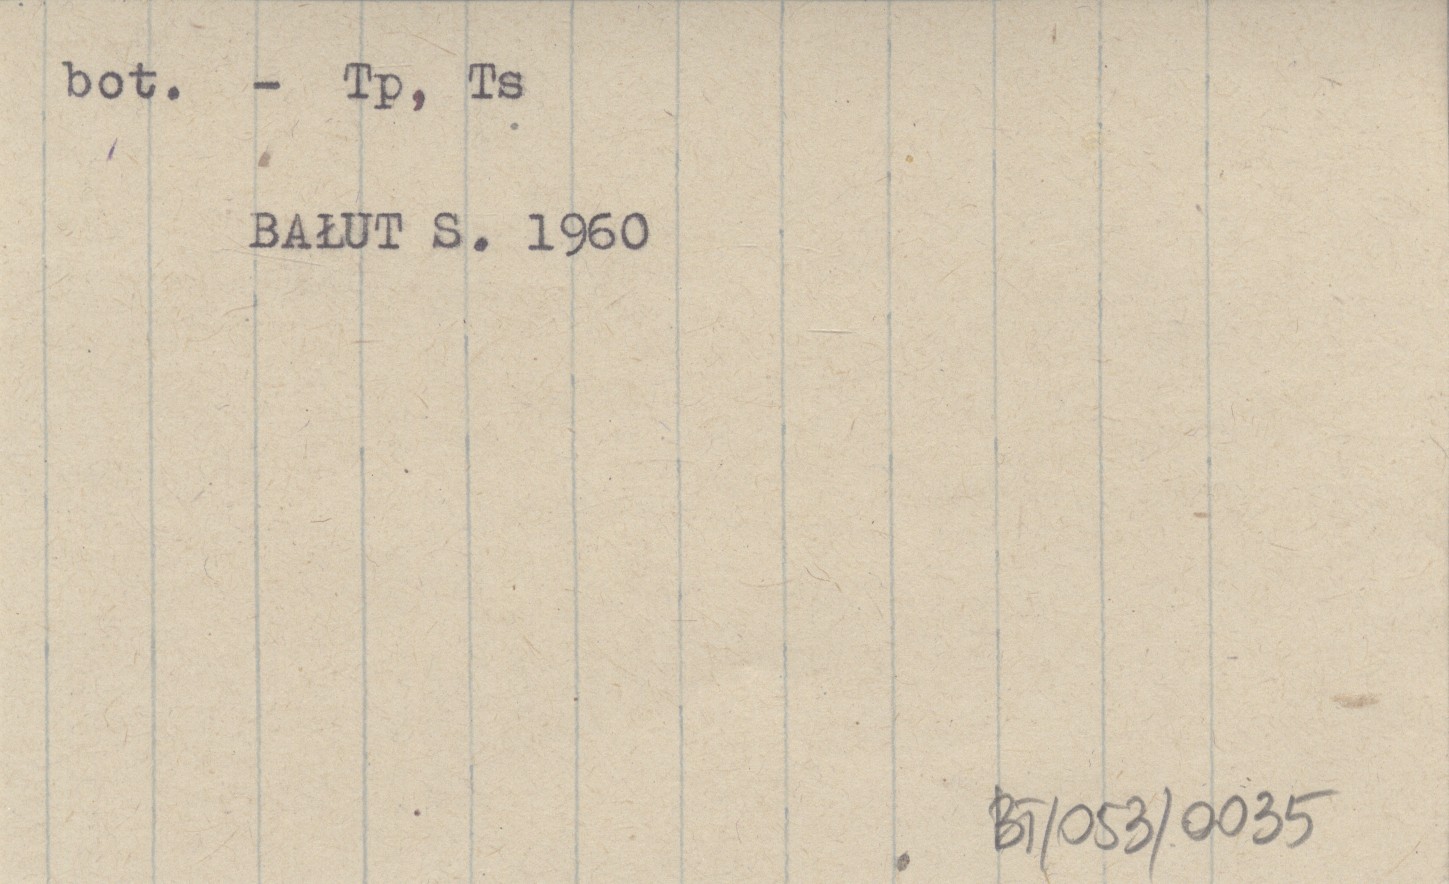 bot. - Tp, Ts
BAŁUT S. 1960
BT/053/0035